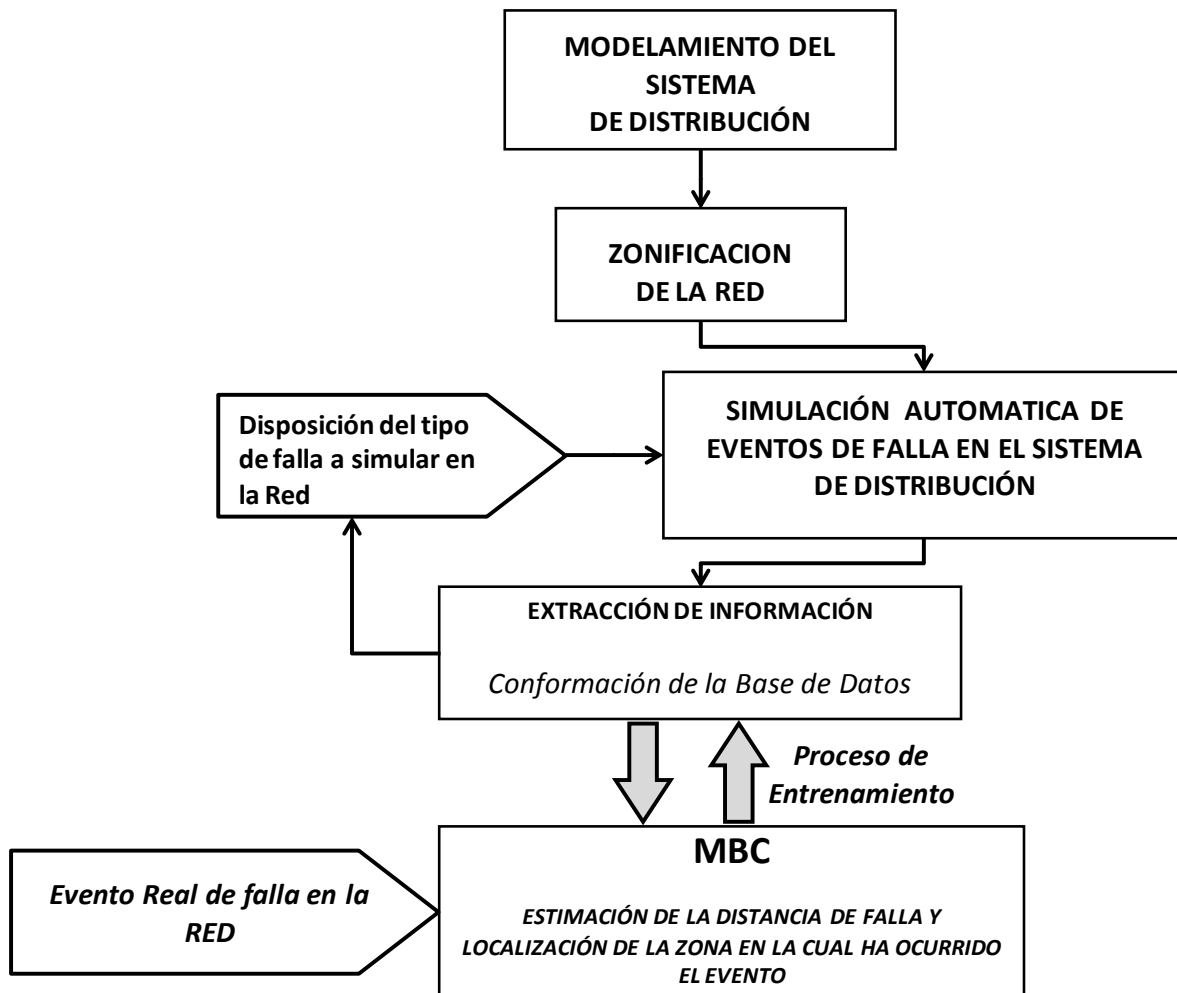 MODELAMIENTO DEL
SISTEMA
DE DISTRIBUCIÓN
ZONIFICACION
DE LA RED
Disposición del tipo
de falla a simular en
la Red
SIMULACIÓN AUTOMATICA DE
EVENTOS DE FALLA EN EL SISTEMA
DE DISTRIBUCIÓN
EXTRACCIÓN DE INFORMACIÓN
Conformación de la Base de Datos
Proceso de
Entrenamiento
MBC
Evento Real de falla en la
RED
ESTIMACIÓN DE LA DISTANCIA DE FALLA Y
LOCALIZACIÓN DE LA ZONA EN LA CUAL HA OCURRIDO
EL EVENTO